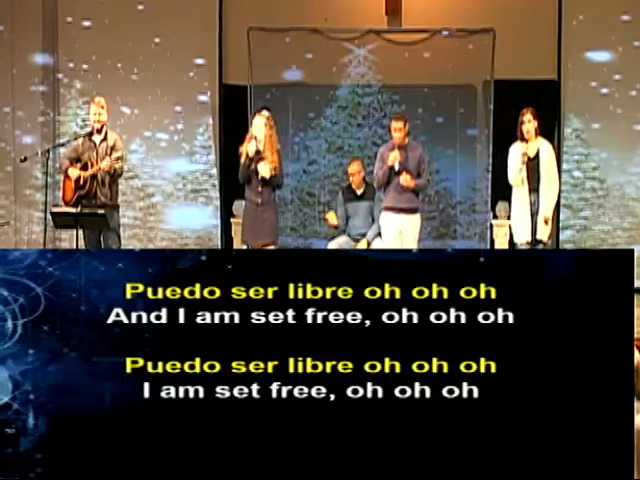 Puedo ser libre oh oh oh
And I am set free, oh oh oh
Puedo ser libre oh oh oh
I am set free, oh oh oh